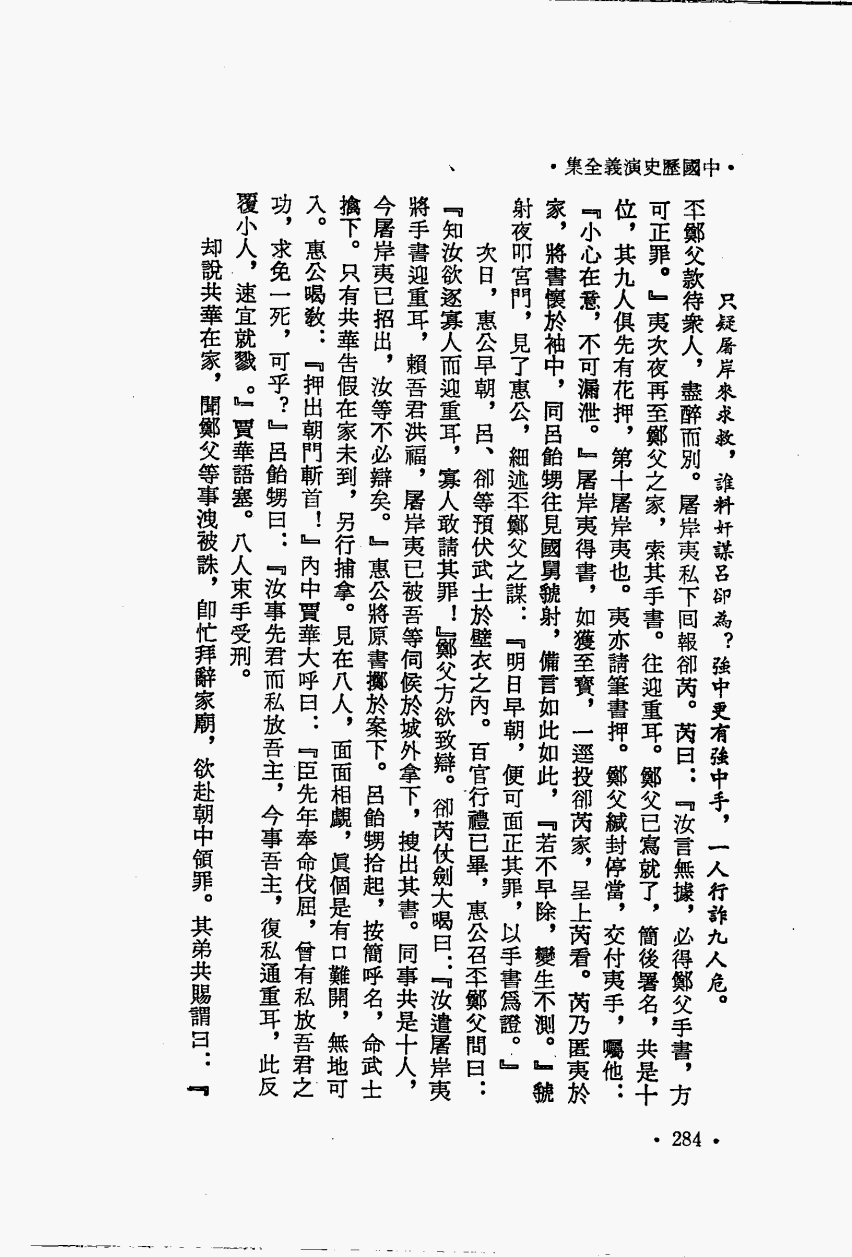 •中國歷史演義全集•
只疑屠岸來求救，誰料奸謀呂郤為？強中更有強中手，一人行詐九人危。
丕鄭父款待衆人，盡醉而別。屠岸夷私下回報郤芮。芮曰：『汝言無據，必得鄭父手書，方
可正罪。』夷次夜再至鄭父之家，索其手書。往迎重耳。鄭父已寫就了，簡後署名，共是十
位，其九人俱先有花押，第十屠岸夷也。夷亦請筆書押。鄭父緘封停當，交付夷手，囑他：
『小心在意，不可漏泄。』屠岸夷得書，如獲至寶，一逕投郤芮家，呈上芮看。芮乃匿夷於
家，將書懷於袖中，同呂飴甥往見國舅虢射，備言如此如此，『若不早除，變生不測。』虢
射夜叩宮門，見了惠公，細述丕鄭父之謀：『明日早朝，便可面正其罪，以手書爲證。』
次日，惠公早朝，呂、郤等預伏武士於壁衣之內。百官行禮已畢，惠公召丕鄭父問曰：
『知汝欲逐寡人而迎重耳，寡人敢請其罪！』鄭父方欲致辯。郤芮仗劍大喝曰：『汝遣屠岸夷
將手書迎重耳，賴吾君洪福，屠岸夷已被吾等伺候於城外拿下，搜出其書。同事共是十人，
今屠岸夷已招出，汝等不必辯矣。』惠公將原書擲於案下。呂飴甥拾起，按簡呼名，命武士
擒下。只有共華告假在家未到，另行捕拿。見在八人，面面相覷，眞個是有口難開，無地可
入。惠公喝敎：『押出朝門斬首！』內中賈華大呼曰：『臣先年奉命伐屈，曾有私放吾君之
功，求免一死，可乎？』呂飴甥曰：『汝事先君而私放吾主，今事吾主，復私通重耳，此反
覆小人，速宜就戮。』賈華語塞。八人束手受刑。
却說共華在家，聞鄭父等事洩被誅，卽忙拜辭家廟，欲赴朝中領罪。其弟共賜謂曰：『
•284•